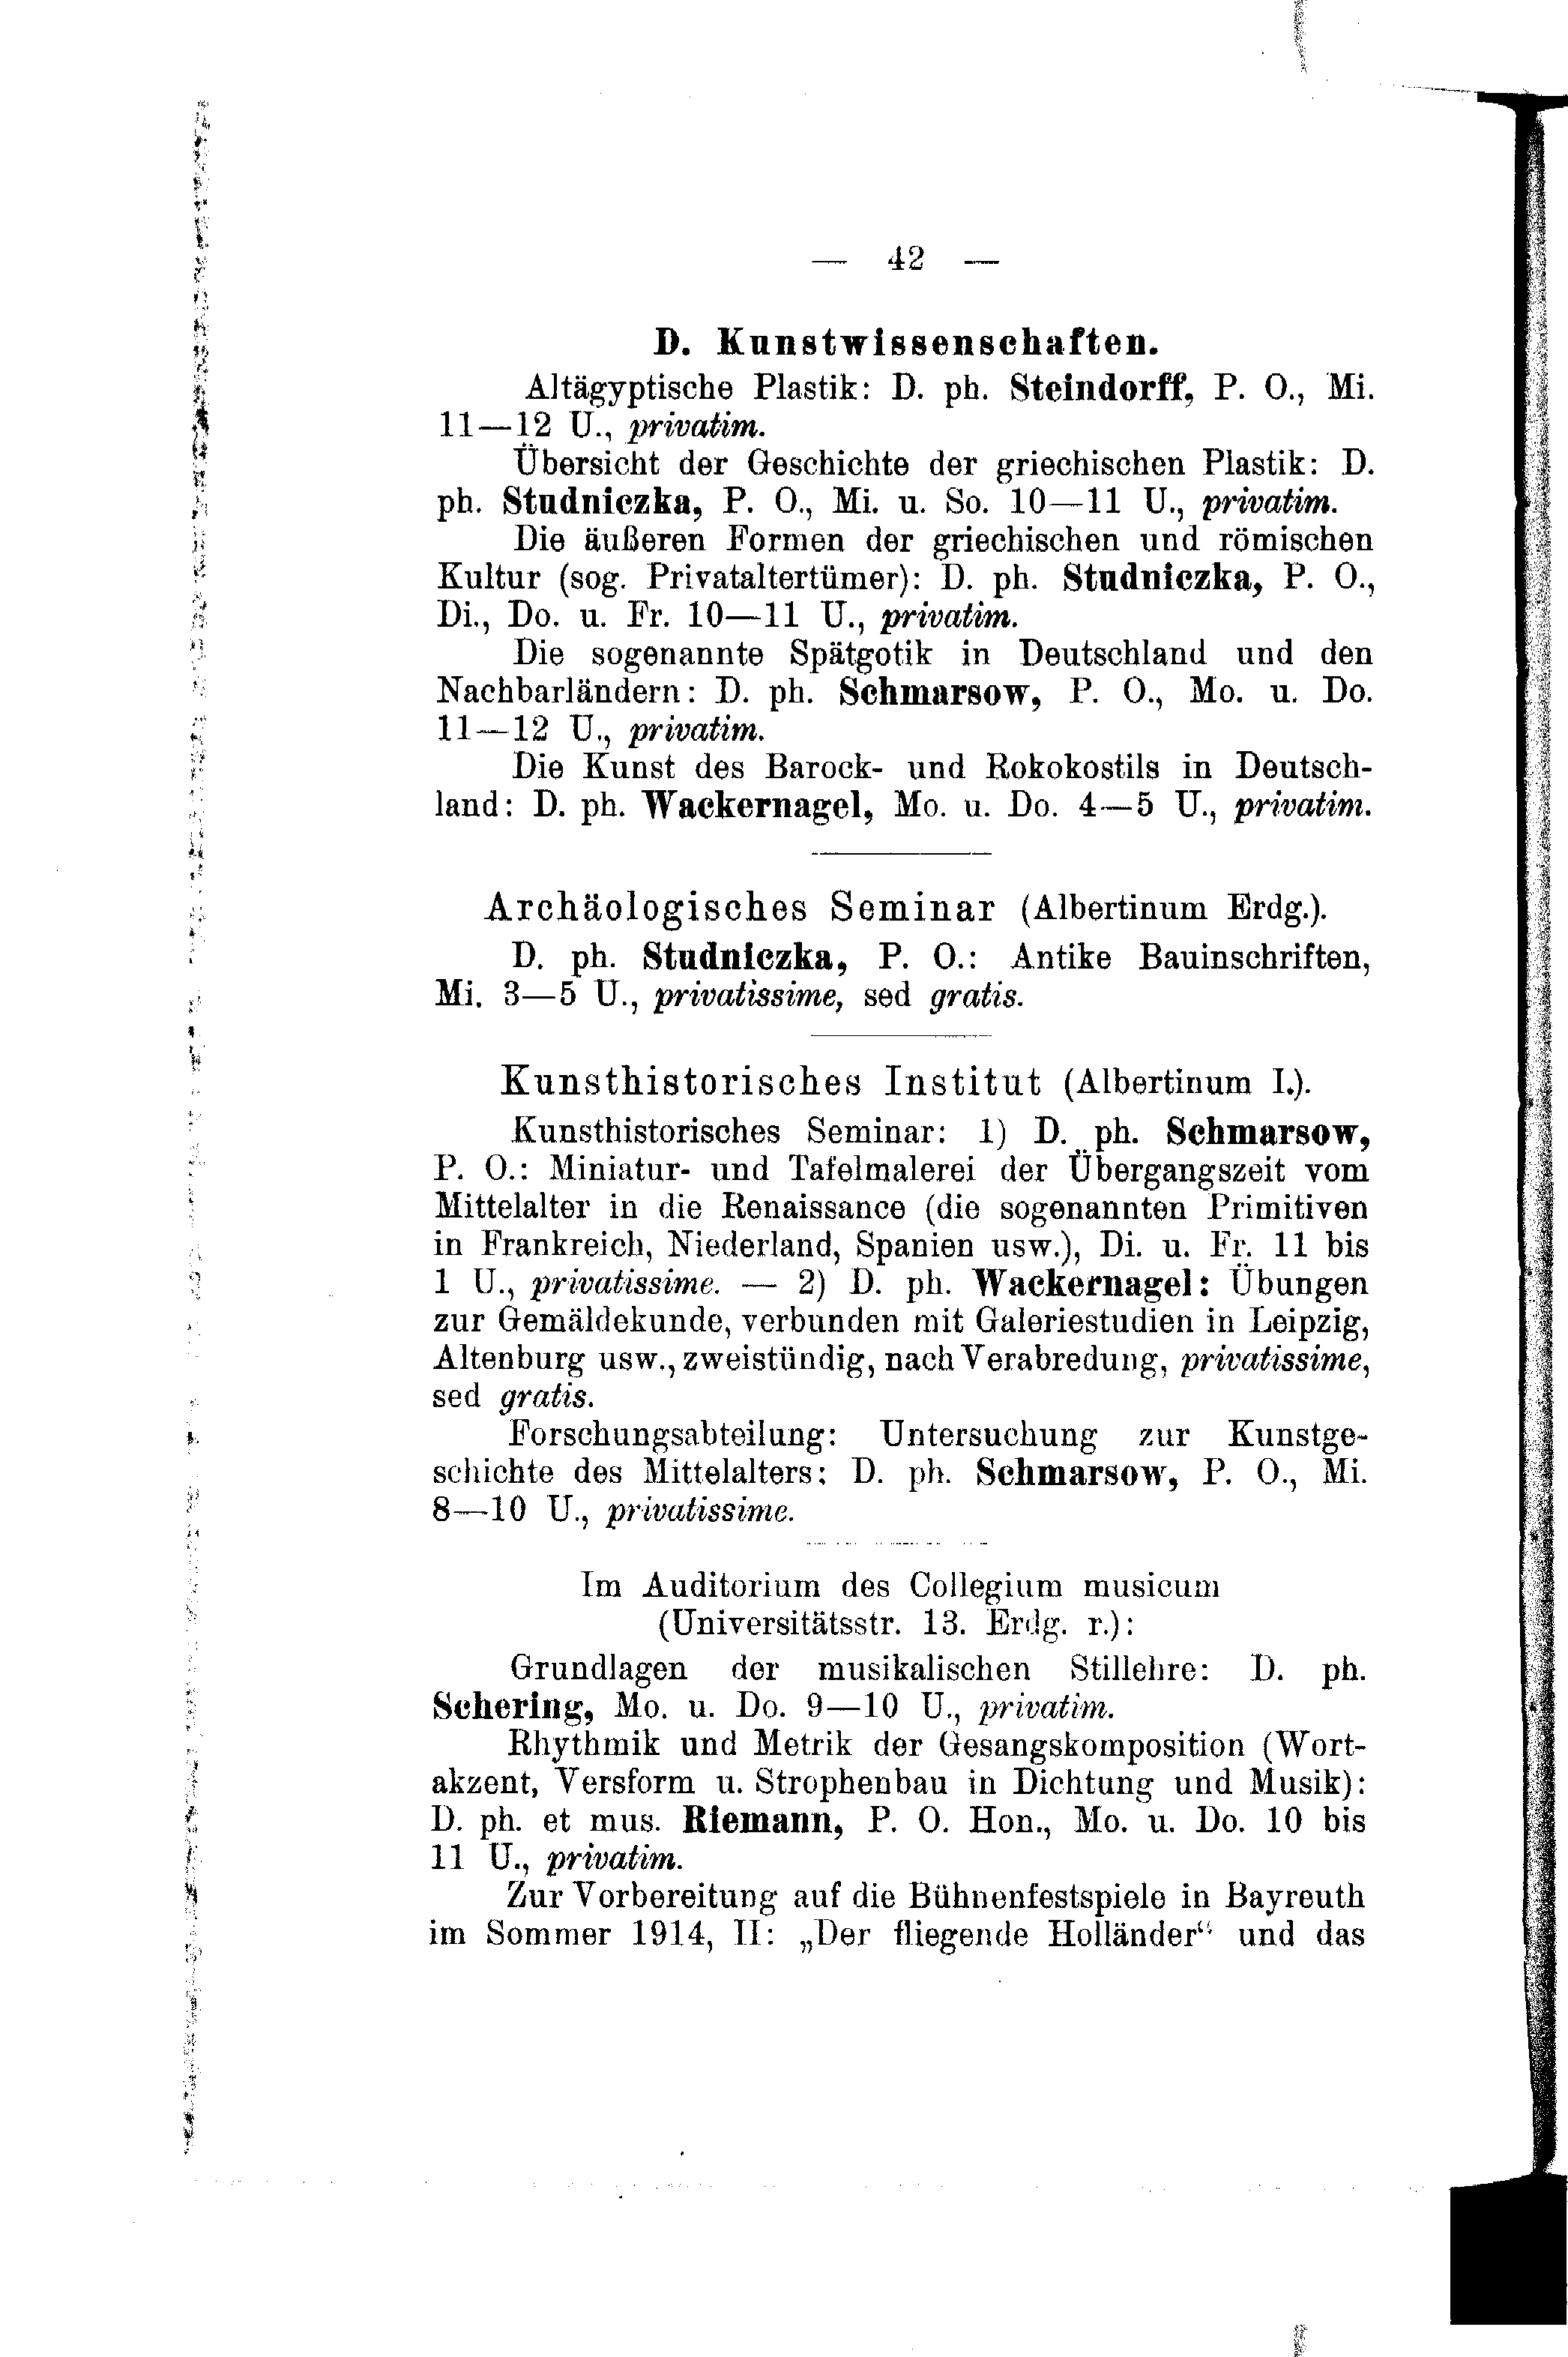 — 42 —
D. Kunstwissenschaften.
Altägyptische Plastik: D. ph. Steindorff, P. O., Mi.
11—12 U., privatim.
Übersicht der Geschichte der griechischen Plastik: D.
ph. Studniczka, P. O., Mi. u. So. 10—11 U., privatim.
Die äußeren Formen der griechischen und römischen
Kultur (sog. Privataltertümer): D. ph. Studniczka, P. O.,
Di., Do. u. Fr. 10—11 U., privatim.
Die sogenannte Spätgotik in Deutschland und den
Nachbarländern: D. ph. Schmarsow, P. O., Mo. u. Do.
11—12 U., privatim.
Die Kunst des Barock- und Rokokostils in Deutsch-
land: D. ph. Wackernagel, Mo. u. Do. 4—5 U., privatim.
Archäologisches Seminar (Albertinum Erdg.).
D. ph. Studniczka, P. O.: Antike Bauinschriften,
Mi. 3—5 U., privatissime, sed gratis.
Kunsthistorisches Institut (Albertinum I.).
Kunsthistorisches Seminar: 1) D. ph. Schmarsow,
P. O.: Miniatur- und Tafelmalerei der Übergangszeit vom
Mittelalter in die Renaissance (die sogenannten Primitiven
in Frankreich, Niederland, Spanien usw.), Di. u. Fr. 11 bis
1 U., privatissime. — 2) D. ph. Wackernagel: Übungen
zur Gemäldekunde, verbunden mit Galeriestudien in Leipzig,
Altenburg usw., zweistündig, nach Verabredung, privatissime,
sed gratis.
Forschungsabteilung: Untersuchung zur Kunstge-
schichte des Mittelalters: D. ph. Schmarsow, P. O., Mi.
8—10 U., privatissime.
Im Auditorium des Collegium musicum
(Universitätsstr. 13. Erdg. r.):
Grundlagen der musikalischen Stillehre: D. ph.
Schering, Mo. u. Do. 9—10 U., privatim.
Rhythmik und Metrik der Gesangskomposition (Wort-
akzent, Versform u. Strophenbau in Dichtung und Musik):
D. ph. et mus. Riemann, P. O. Hon., Mo. u. Do. 10 bis
11 U., privatim.
Zur Vorbereitung auf die Bühnenfestspiele in Bayreuth
im Sommer 1914, II: „Der fliegende Holländer“ und das